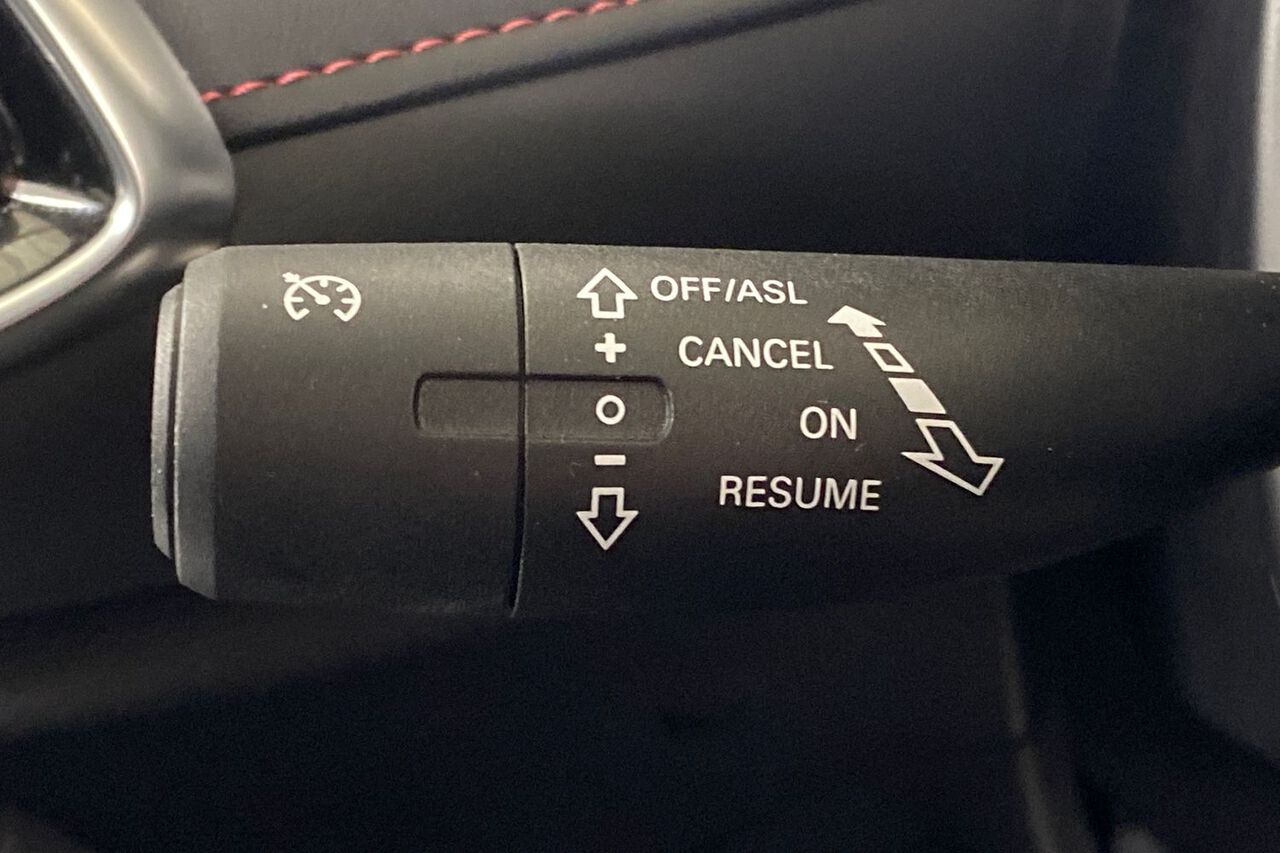 OFF/ASL
+
CANCEL
O
ON
-
RESUME